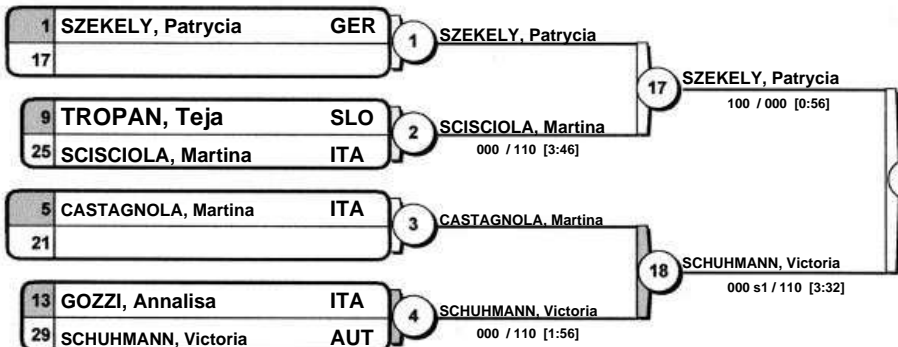 1 SZEKELY, Patrycia GER
17
1
SZEKELY, Patrycia
9 TROPAN, Teja SLO
25 SCISCIOLA, Martina ITA
2
SCISCIOLA, Martina
000 / 110 [3:46]
17
SZEKELY, Patrycia
100 / 000 [0:56]
5 CASTAGNOLA, Martina ITA
21
3
CASTAGNOLA, Martina
13 GOZZI, Annalisa ITA
29 SCHUHMANN, Victoria AUT
4
SCHUHMANN, Victoria
000 / 110 [1:56]
18
SCHUHMANN, Victoria
000 s1 / 110 [3:32]